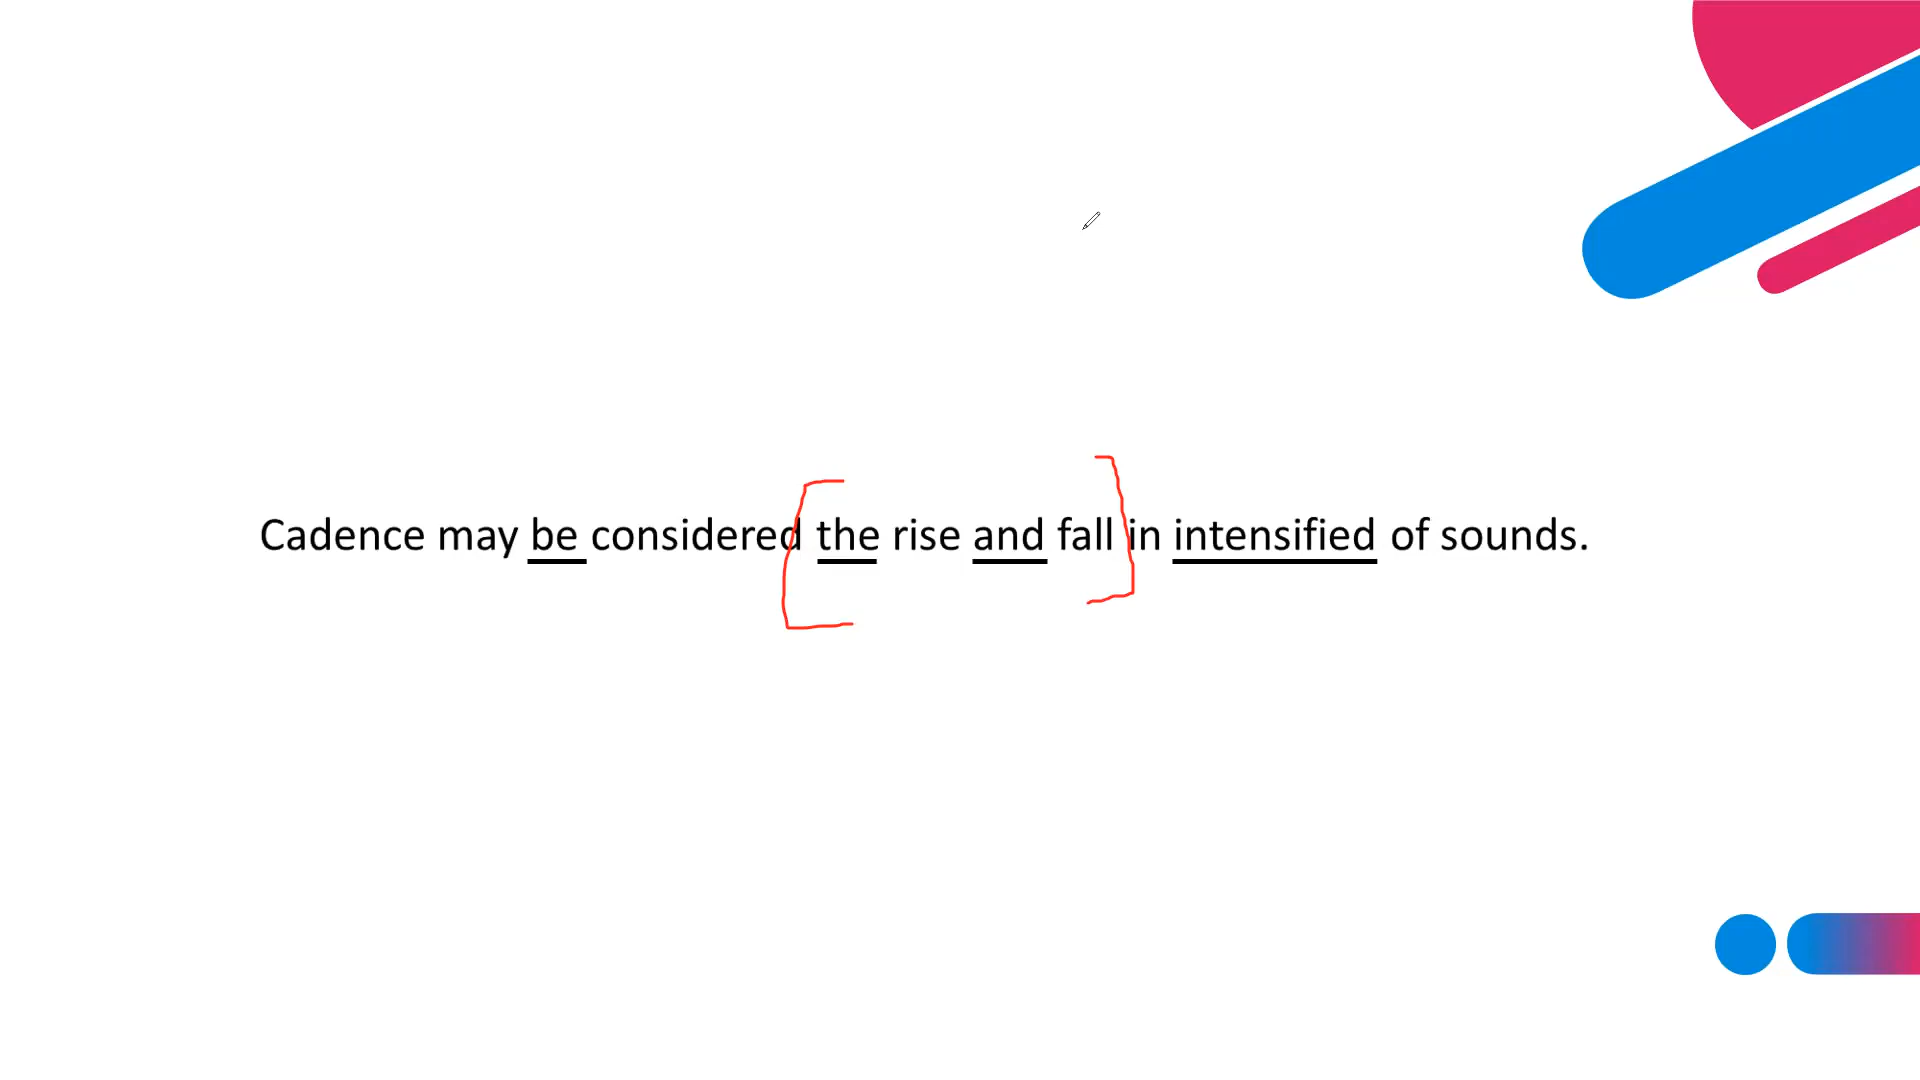 Cadence may be considered the rise and fall in intensified of sounds.